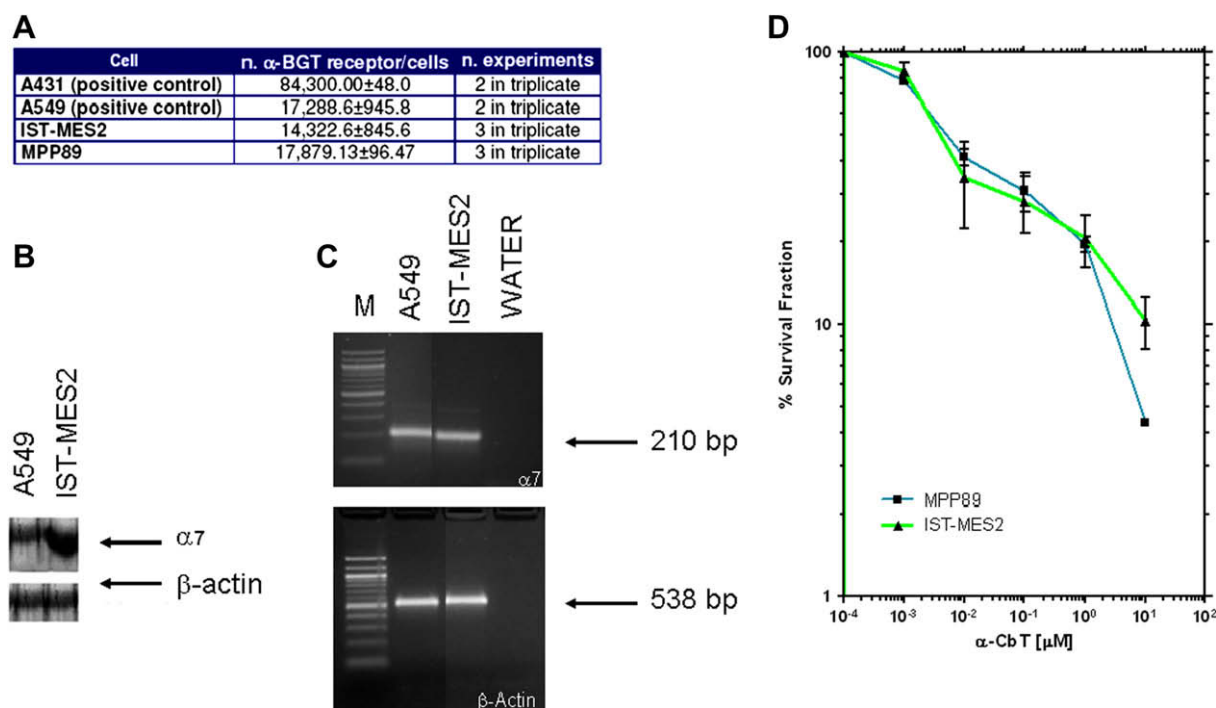 A
Cell n. α-BGT receptor/cells n. experiments
A431 (positive control) 84,300.00±48.0 2 in triplicate
A549 (positive control) 17,288.6±945.8 2 in triplicate
IST-MES2 14,322.6±845.6 3 in triplicate
MPP89 17,879.13±96.47 3 in triplicate
B
A549
IST-MES2
α7
β-actin
C
M
A549
IST-MES2
WATER
210 bp
α7
538 bp
β-Actin
D
100
10
1
% Survival Fraction
MPP89
IST-MES2
10-4 10-3 10-2 10-1 100 101 102
α-CbT [µM]